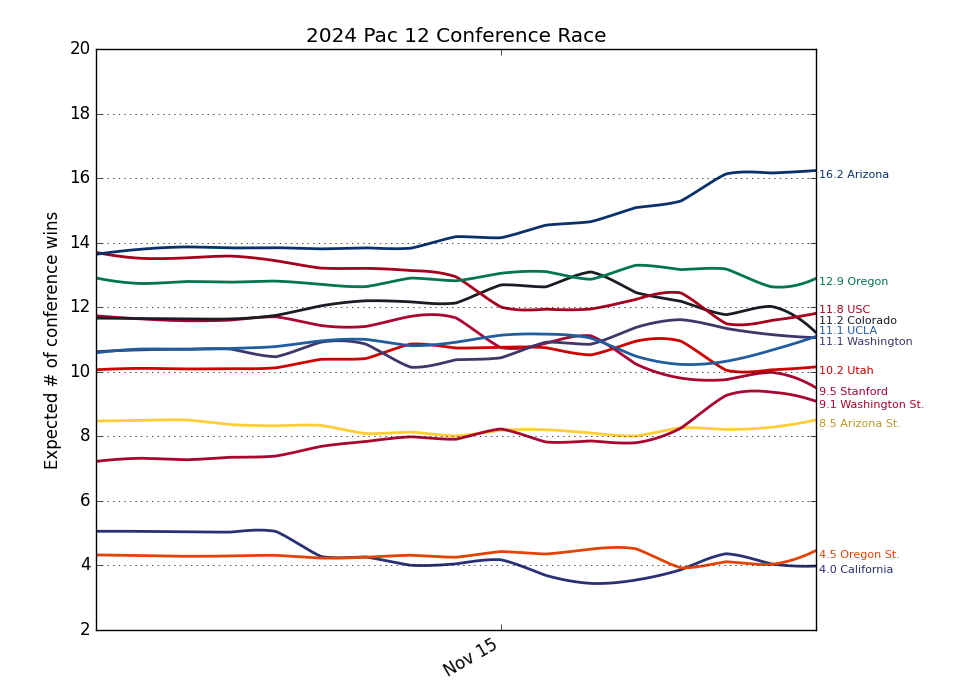 2024 Pac 12 Conference Race
Expected # of conference wins
20
18
16
14
12
10
8
6
4
2
16.2 Arizona
12.9 Oregon
11.8 USC
11.2 Colorado
11.1 UCLA
11.1 Washington
10.2 Utah
9.5 Stanford
9.1 Washington St.
8.5 Arizona St.
4.5 Oregon St.
4.0 California
Nov 15